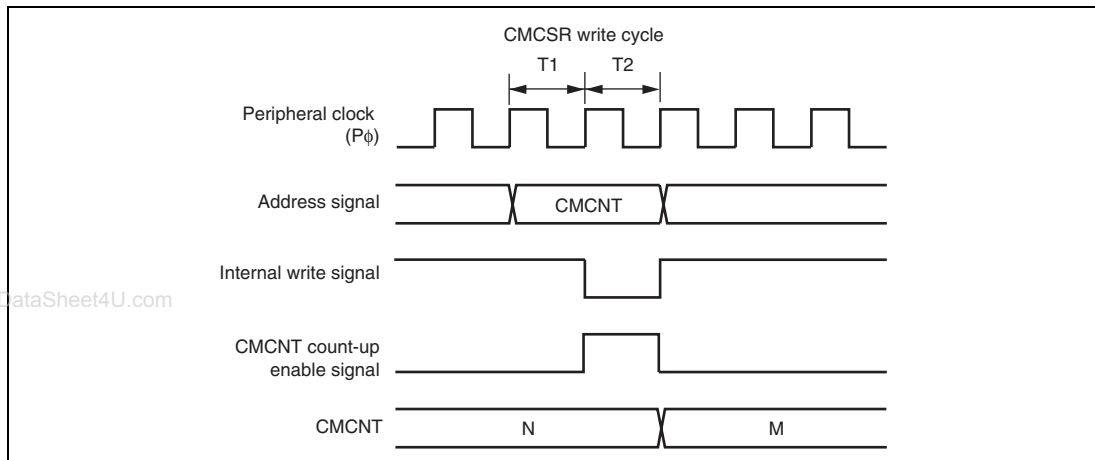 CMCSR write cycle
T1
T2
Peripheral clock
(Pϕ)
Address signal
CMCNT
Internal write signal
DataSheet4U.com
CMCNT count-up
enable signal
CMCNT
N
M